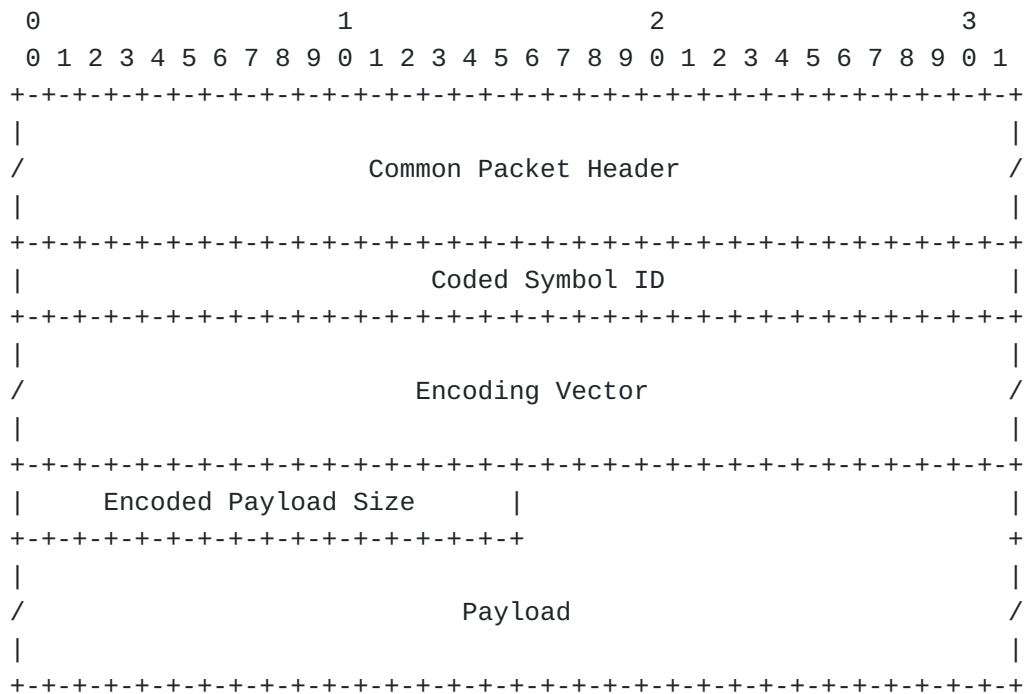 0                   1                   2                   3
 0 1 2 3 4 5 6 7 8 9 0 1 2 3 4 5 6 7 8 9 0 1 2 3 4 5 6 7 8 9 0 1
+-+-+-+-+-+-+-+-+-+-+-+-+-+-+-+-+-+-+-+-+-+-+-+-+-+-+-+-+-+-+-+-+
|                                                               |
/                      Common Packet Header                     /
|                                                               |
+-+-+-+-+-+-+-+-+-+-+-+-+-+-+-+-+-+-+-+-+-+-+-+-+-+-+-+-+-+-+-+-+
|                          Coded Symbol ID                      |
+-+-+-+-+-+-+-+-+-+-+-+-+-+-+-+-+-+-+-+-+-+-+-+-+-+-+-+-+-+-+-+-+
|                                                               |
/                         Encoding Vector                       /
|                                                               |
+-+-+-+-+-+-+-+-+-+-+-+-+-+-+-+-+-+-+-+-+-+-+-+-+-+-+-+-+-+-+-+-+
|     Encoded Payload Size      |                               |
+-+-+-+-+-+-+-+-+-+-+-+-+-+-+-+-+                               +
|                                                               |
/                            Payload                            /
|                                                               |
+-+-+-+-+-+-+-+-+-+-+-+-+-+-+-+-+-+-+-+-+-+-+-+-+-+-+-+-+-+-+-+-+